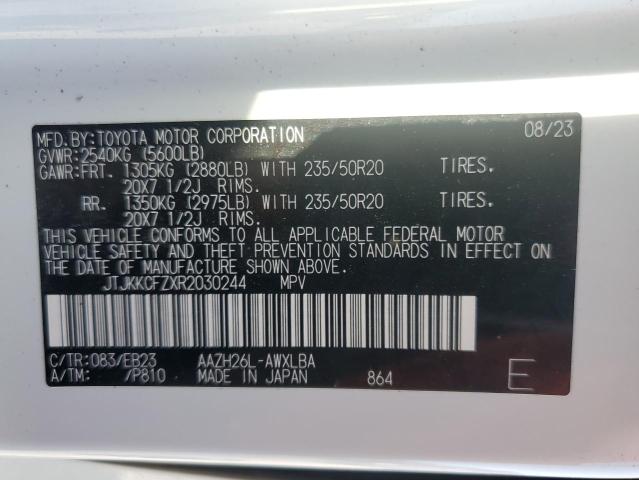 MFD.BY:TOYOTA MOTOR CORPORATION 08/23
GVWR:2540KG (5600LB)
GAWR:FRT. 1305KG (2880LB) WITH 235/50R20 TIRES.
20X7 1/2J RIMS.
RR. 1350KG (2975LB) WITH 235/50R20 TIRES.
20X7 1/2J RIMS.
THIS VEHICLE CONFORMS TO ALL APPLICABLE FEDERAL MOTOR
VEHICLE SAFETY AND THEFT PREVENTION STANDARDS IN EFFECT ON
THE DATE OF MANUFACTURE SHOWN ABOVE.
JTJKKCFZXR2030244 MPV
C/TR:083/EB23 AAZH26L-AWXLBA
A/TM: /P810 MADE IN JAPAN 864 E